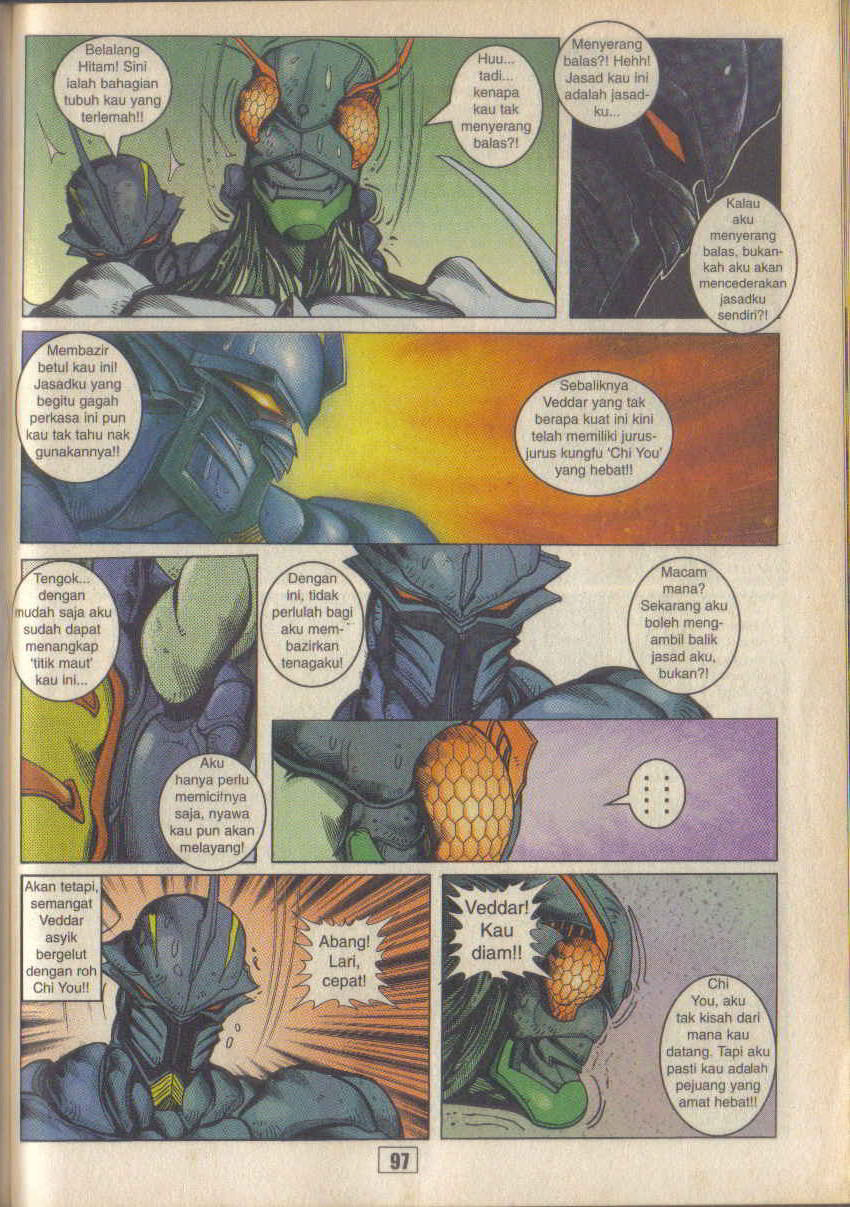 Belalang
Hitam! Sini
ialah bahagian
tubuh kau yang
terlemah!!
Huu...
tadi...
kenapa
kau tak
menyerang
balas?!
Menyerang
balas?! Hehh!
Jasad kau ini
adalah jasad-
ku...
Kalau
aku
menyerang
balas, bukan-
kah aku akan
mencederakan
jasadku
sendiri?!
Membazir
betul kau ini!
Jasadku yang
begitu gagah
perkasa ini pun
kau tak tahu nak
gunakannya!!
Sebaliknya
Veddar yang tak
berapa kuat ini kini
telah memiliki jurus-
jurus kungfu ‘Chi You’
yang hebat!!
Tengok...
dengan
mudah saja aku
sudah dapat
menangkap
‘titik maut’
kau ini...
Aku
hanya perlu
memicitnya
saja, nyawa
kau pun akan
melayang!
Dengan
ini, tidak
perlulah bagi
aku mem-
bazirkan
tenagaku!
Macam
mana?
Sekarang aku
boleh meng-
ambil balik
jasad aku,
bukan?!
Akan tetapi,
semangat
Veddar
asyik
bergelut
dengan roh
Chi You!!
Abang!
Lari,
cepat!
Veddar!
Kau
diam!!
Chi
You, aku
tak kisah dari
mana kau
datang. Tapi aku
pasti kau adalah
pejuang yang
amat hebat!!
97